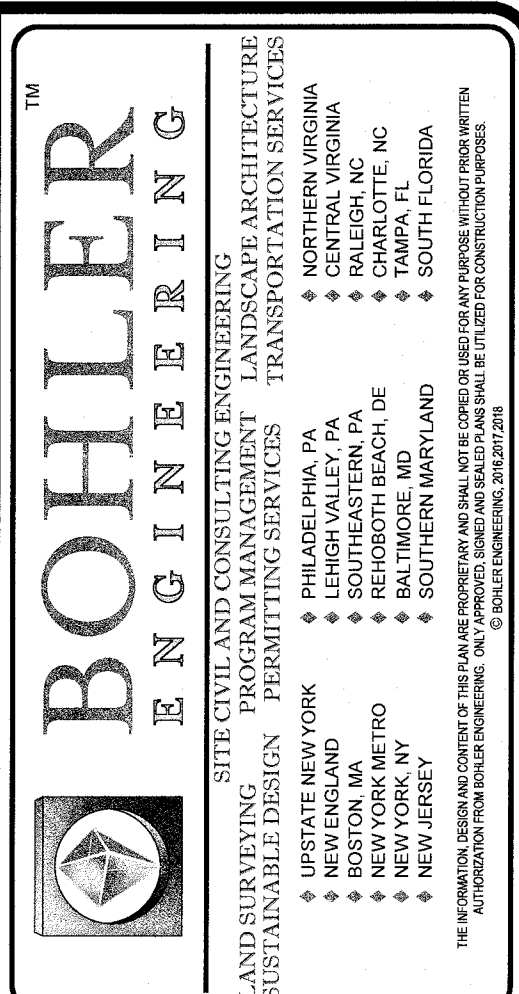 BOHLER™
ENGINEERING
SITE CIVIL AND CONSULTING ENGINEERING
LAND SURVEYING PROGRAM MANAGEMENT LANDSCAPE ARCHITECTURE
SUSTAINABLE DESIGN PERMITTING SERVICES TRANSPORTATION SERVICES
◈ UPSTATE NEW YORK ◈ PHILADELPHIA, PA ◈ NORTHERN VIRGINIA
◈ NEW ENGLAND ◈ LEHIGH VALLEY, PA ◈ CENTRAL VIRGINIA
◈ BOSTON, MA ◈ SOUTHEASTERN, PA ◈ RALEIGH, NC
◈ NEW YORK METRO ◈ REHOBOTH BEACH, DE ◈ CHARLOTTE, NC
◈ NEW YORK, NY ◈ BALTIMORE, MD ◈ TAMPA, FL
◈ NEW JERSEY ◈ SOUTHERN MARYLAND ◈ SOUTH FLORIDA
THE INFORMATION, DESIGN AND CONTENT OF THIS PLAN ARE PROPRIETARY AND SHALL NOT BE COPIED OR USED FOR ANY PURPOSE WITHOUT PRIOR WRITTEN
AUTHORIZATION FROM BOHLER ENGINEERING. ONLY APPROVED, SIGNED AND SEALED PLANS SHALL BE UTILIZED FOR CONSTRUCTION PURPOSES.
© BOHLER ENGINEERING, 2016,2017,2018